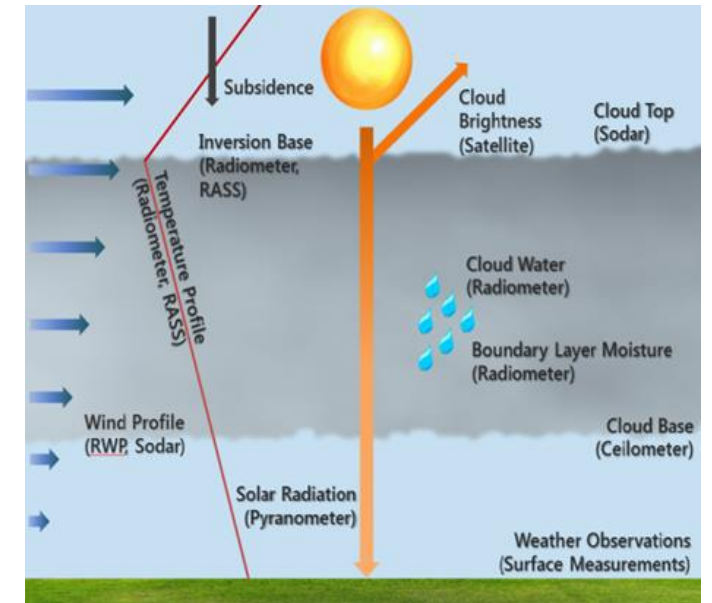 Subsidence
Cloud
Brightness
(Satellite)
Cloud Top
(Sodar)
Inversion Base
(Radiometer,
RASS)
Temperature Profile
(Radiometer, RASS)
Cloud Water
(Radiometer)
Boundary Layer Moisture
(Radiometer)
Wind Profile
(RWP, Sodar)
Cloud Base
(Ceilometer)
Solar Radiation
(Pyranometer)
Weather Observations
(Surface Measurements)